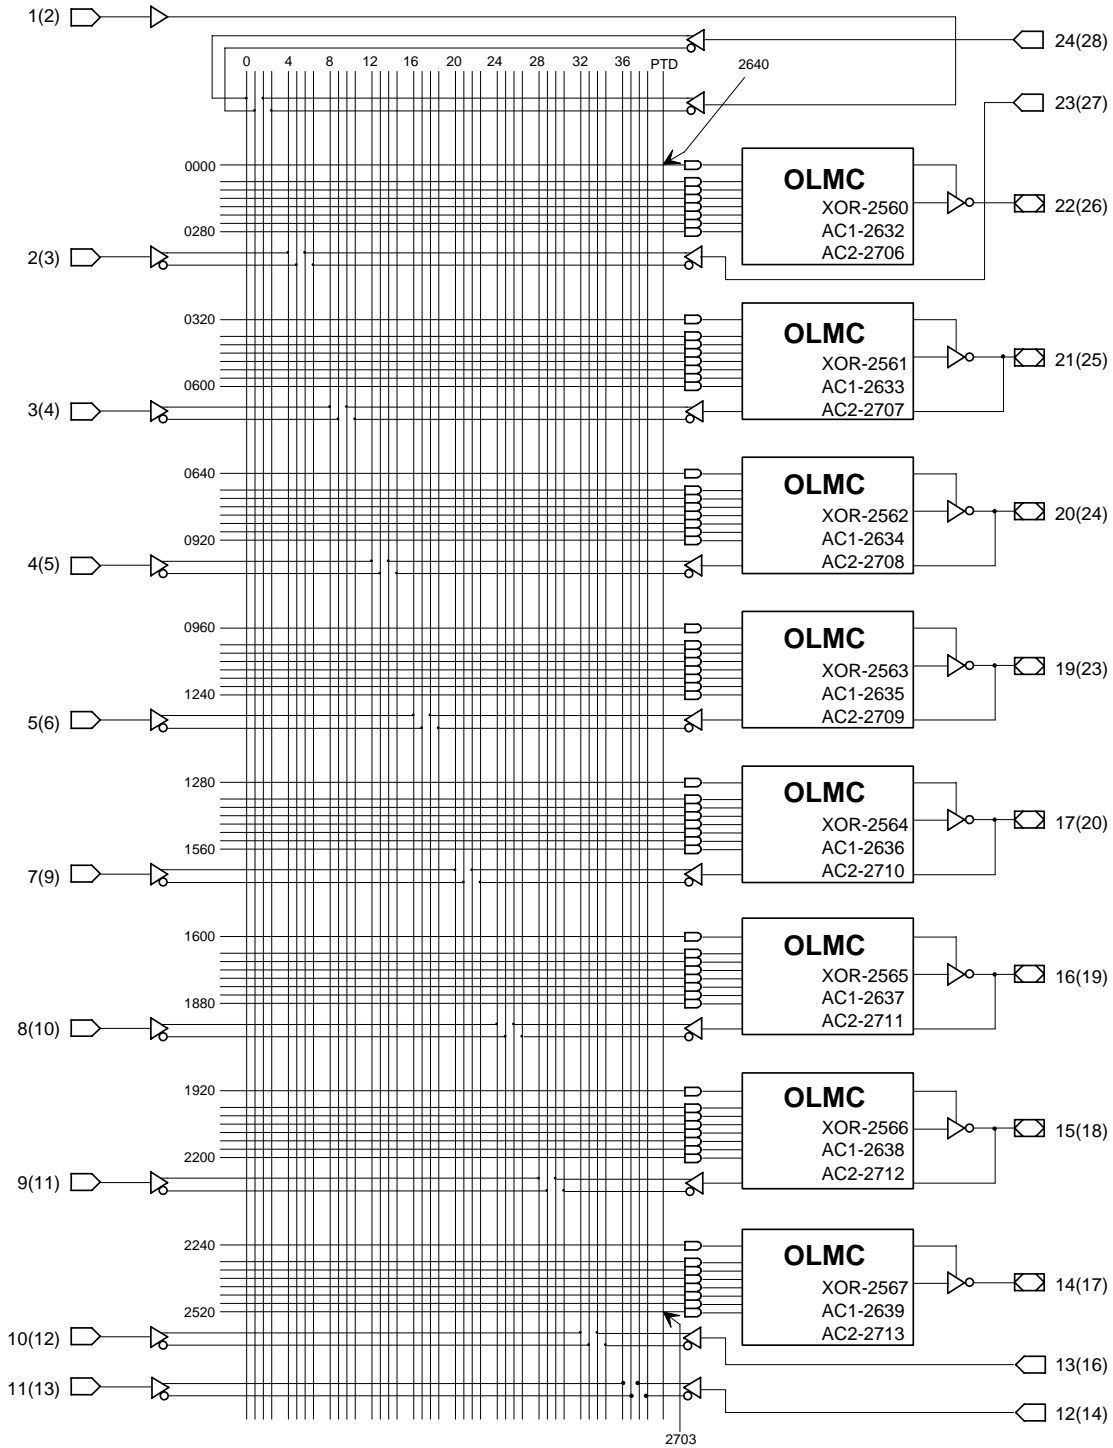 1(2)
24(28)
0 4 8 12 16 20 24 28 32 36 PTD 2640
23(27)
0000
OLMC
XOR-2560
AC1-2632
AC2-2706
22(26)
0280
2(3)
0320
OLMC
XOR-2561
AC1-2633
AC2-2707
21(25)
0600
3(4)
0640
OLMC
XOR-2562
AC1-2634
AC2-2708
20(24)
0920
4(5)
0960
OLMC
XOR-2563
AC1-2635
AC2-2709
19(23)
1240
5(6)
1280
OLMC
XOR-2564
AC1-2636
AC2-2710
17(20)
1560
7(9)
1600
OLMC
XOR-2565
AC1-2637
AC2-2711
16(19)
1880
8(10)
1920
OLMC
XOR-2566
AC1-2638
AC2-2712
15(18)
2200
9(11)
2240
OLMC
XOR-2567
AC1-2639
AC2-2713
14(17)
2520
10(12)
13(16)
11(13)
12(14)
2703